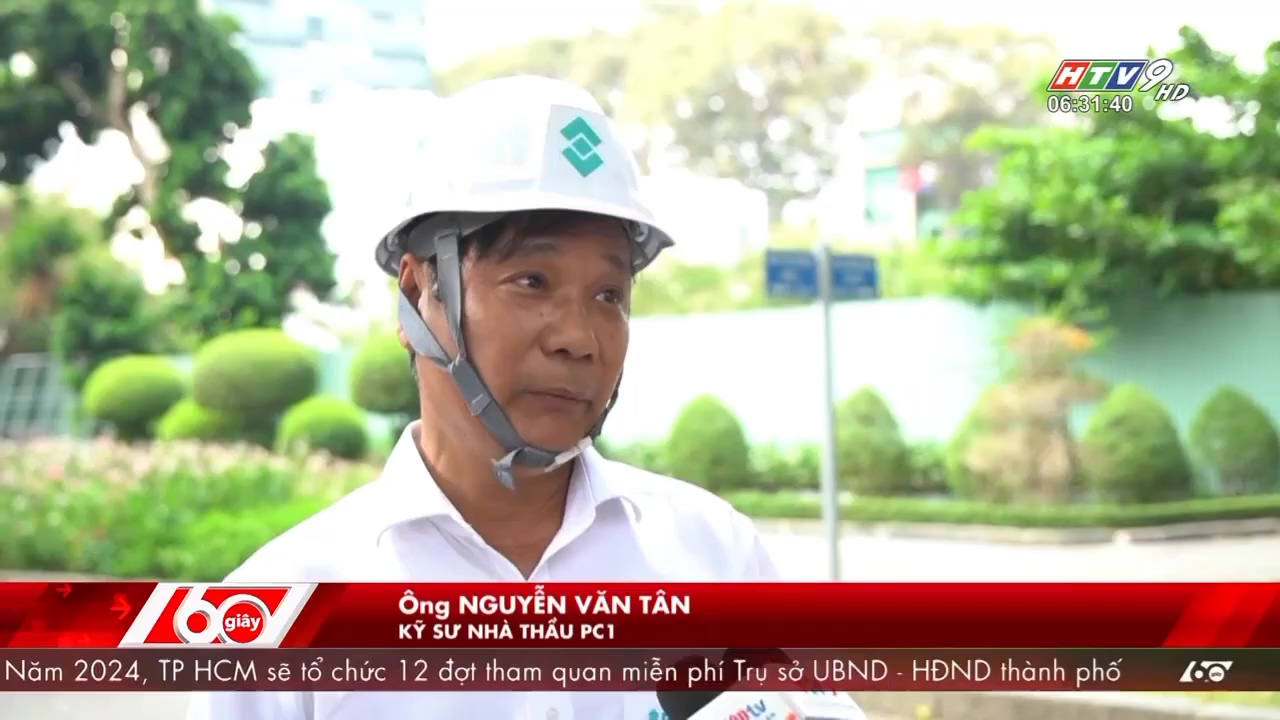 HTV9 HD
06:31:40
60 giây
Ông NGUYỄN VĂN TÂN
KỸ SƯ NHÀ THẦU PC1
Năm 2024, TP HCM sẽ tổ chức 12 đợt tham quan miễn phí Trụ sở UBND - HĐND thành phố